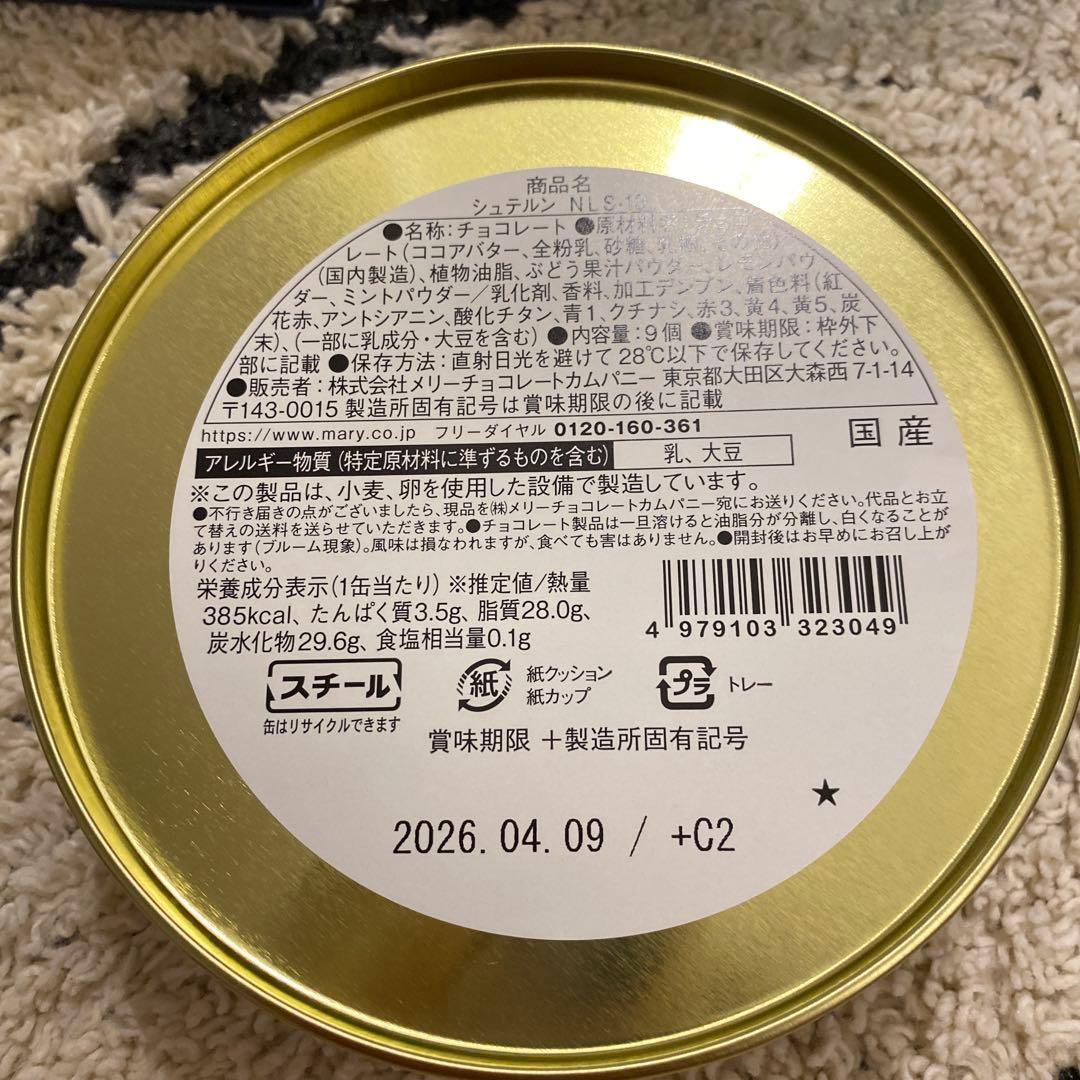 商品名
シュテルン NLS-
●名称:チョコレート ●原材料
レート(ココアバター、全粉乳、砂糖、乳糖、その他)
(国内製造)、植物油脂、ぶどう果汁パウダー、レモンパウ
ダー、ミントパウダー/乳化剤、香料、加工デンプン、着色料(紅
花赤、アントシアニン、酸化チタン、青1、クチナシ、赤3、黄4、黄5、炭
末)、(一部に乳成分・大豆を含む) ●内容量:9個 ●賞味期限:枠外下
部に記載 ●保存方法:直射日光を避けて28℃以下で保存してください。
●販売者:株式会社メリーチョコレートカムパニー 東京都大田区大森西7-1-14
〒143-0015 製造所固有記号は賞味期限の後に記載
https://www.mary.co.jp フリーダイヤル 0120-160-361
国産
アレルギー物質(特定原材料に準ずるものを含む) 乳、大豆
※この製品は、小麦、卵を使用した設備で製造しています。
●不行き届きの点がございましたら、現品を㈱メリーチョコレートカムパニー宛にお送りください。代品とお立
て替えの送料を送らせていただきます。●チョコレート製品は一旦溶けると油脂分が分離し、白くなることが
あります(ブルーム現象)。風味は損なわれますが、食べても害はありません。●開封後はお早めにお召し上が
りください。
栄養成分表示(1缶当たり) ※推定値/熱量
385kcal、たんぱく質3.5g、脂質28.0g、
炭水化物29.6g、食塩相当量0.1g
4 979103 323049
スチール
缶はリサイクルできます
紙
紙クッション
紙カップ
プラ
トレー
賞味期限 +製造所固有記号
★
2026.04.09 / +C2